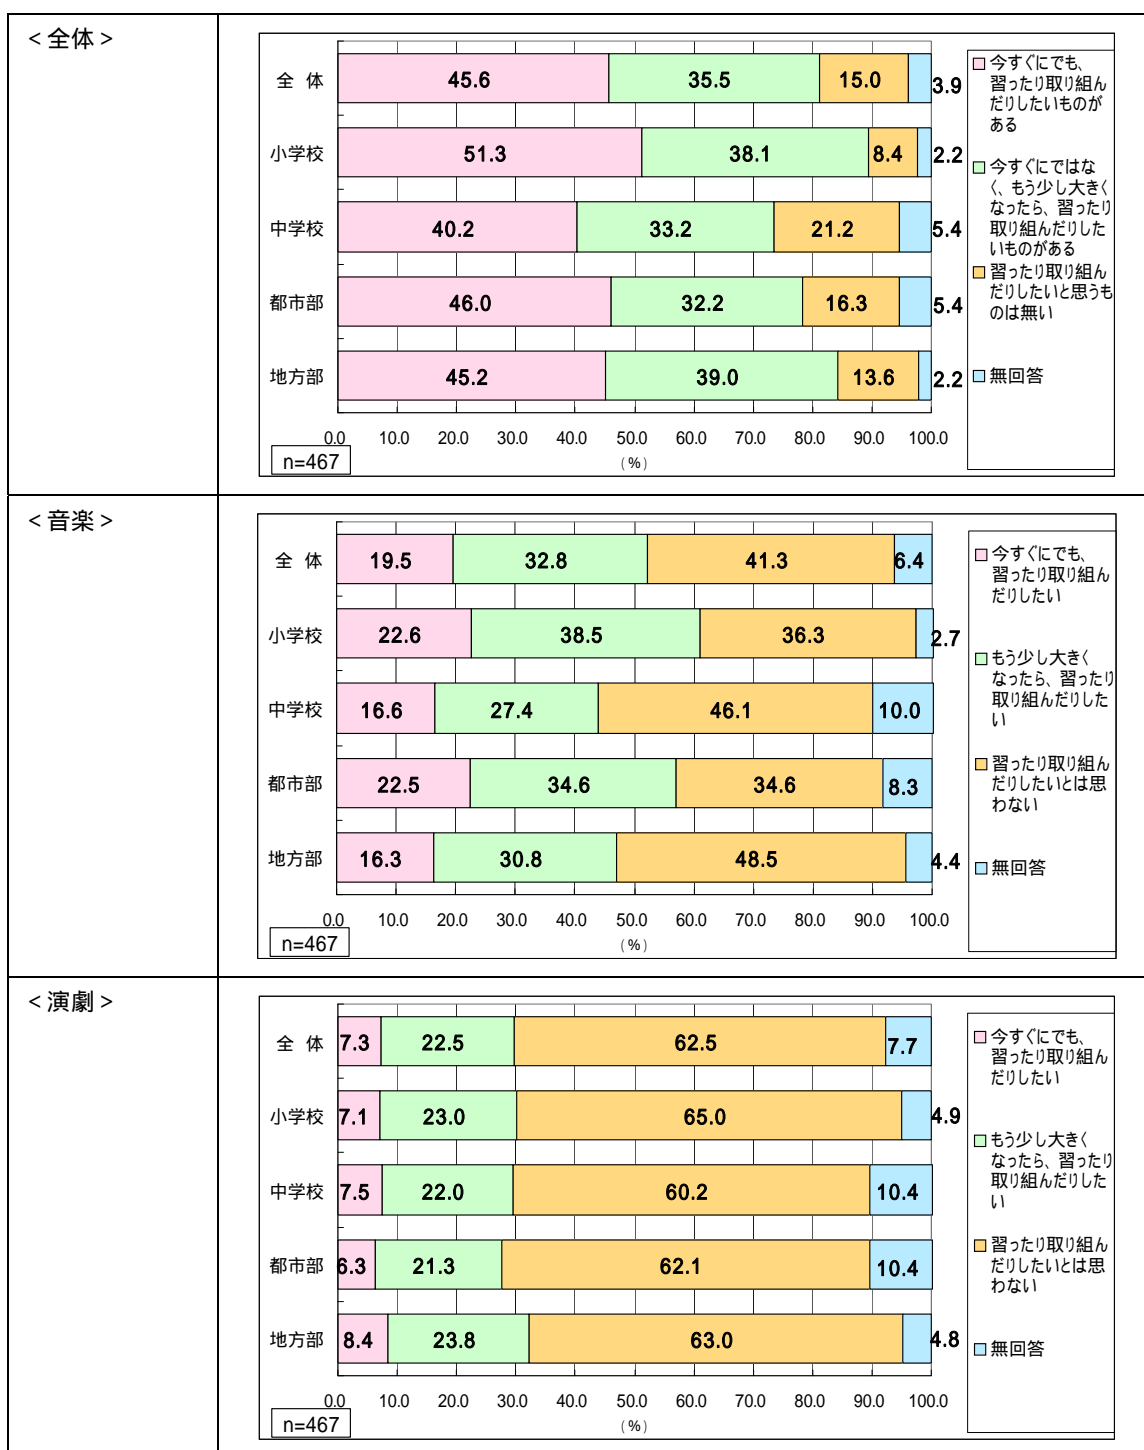 ＜全体＞
全 体
45.6
35.5
15.0
3.9
小学校
51.3
38.1
8.4
2.2
中学校
40.2
33.2
21.2
5.4
都市部
46.0
32.2
16.3
5.4
地方部
45.2
39.0
13.6
2.2
0.0 10.0 20.0 30.0 40.0 50.0 60.0 70.0 80.0 90.0 100.0
（%）
n=467
今すぐにでも、
習ったり取り組ん
だりしたいものが
ある
今すぐにではな
く、もう少し大きく
なったら、習ったり
取り組んだりした
いものがある
習ったり取り組ん
だりしたいと思うも
のは無い
無回答
＜音楽＞
全 体
19.5
32.8
41.3
6.4
小学校
22.6
38.5
36.3
2.7
中学校
16.6
27.4
46.1
10.0
都市部
22.5
34.6
34.6
8.3
地方部
16.3
30.8
48.5
4.4
0.0 10.0 20.0 30.0 40.0 50.0 60.0 70.0 80.0 90.0 100.0
（%）
n=467
今すぐにでも、
習ったり取り組ん
だりしたい
もう少し大きく
なったら、習ったり
取り組んだりした
い
習ったり取り組ん
だりしたいとは思
わない
無回答
＜演劇＞
全 体
7.3
22.5
62.5
7.7
小学校
7.1
23.0
65.0
4.9
中学校
7.5
22.0
60.2
10.4
都市部
6.3
21.3
62.1
10.4
地方部
8.4
23.8
63.0
4.8
0.0 10.0 20.0 30.0 40.0 50.0 60.0 70.0 80.0 90.0 100.0
（%）
n=467
今すぐにでも、
習ったり取り組ん
だりしたい
もう少し大きく
なったら、習ったり
取り組んだりした
い
習ったり取り組ん
だりしたいとは思
わない
無回答